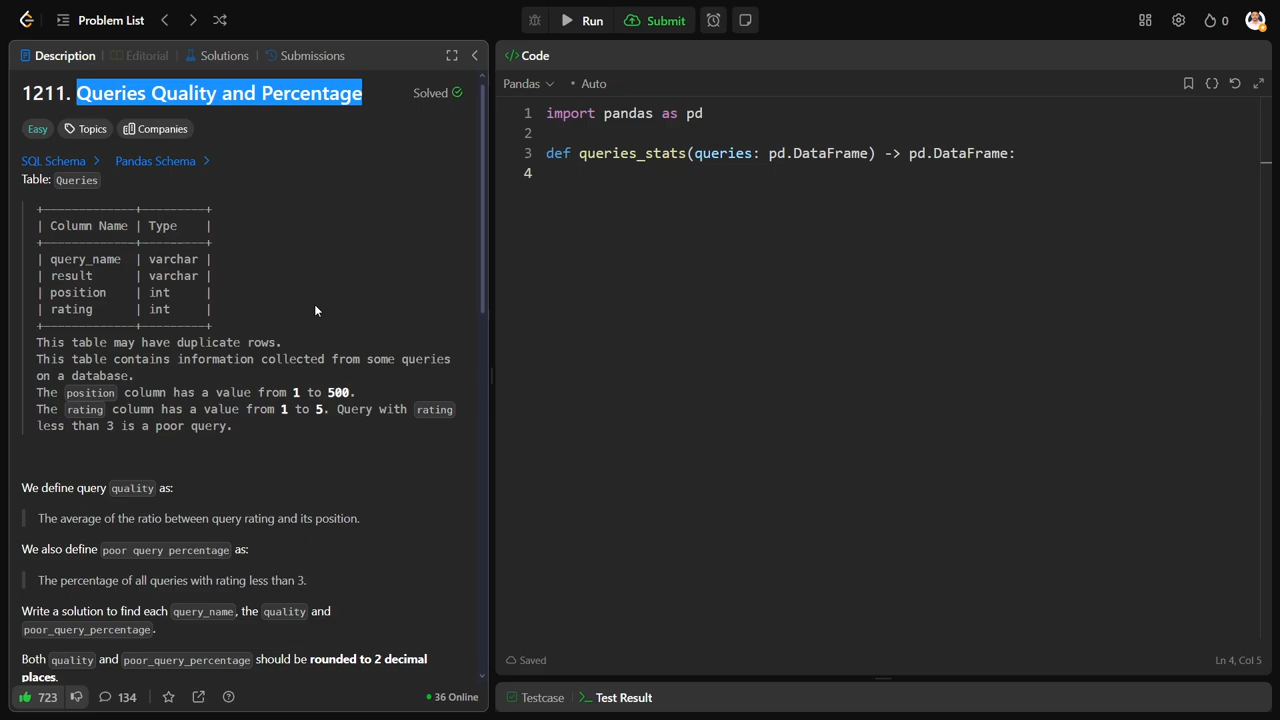 Problem List
Run
Submit
0
Description | Editorial | Solutions | Submissions
1211. Queries Quality and Percentage
Solved
Easy
Topics
Companies
SQL Schema > Pandas Schema >
Table: Queries
+-------------+---------+
| Column Name | Type    |
+-------------+---------+
| query_name  | varchar |
| result      | varchar |
| position    | int     |
| rating      | int     |
+-------------+---------+
This table may have duplicate rows.
This table contains information collected from some queries
on a database.
The position column has a value from 1 to 500.
The rating column has a value from 1 to 5. Query with rating
less than 3 is a poor query.
We define query quality as:
The average of the ratio between query rating and its position.
We also define poor query percentage as:
The percentage of all queries with rating less than 3.
Write a solution to find each query_name, the quality and
poor_query_percentage.
Both quality and poor_query_percentage should be rounded to 2 decimal
places.
723
134
36 Online
</> Code
Pandas
Auto
1 import pandas as pd
2
3 def queries_stats(queries: pd.DataFrame) -> pd.DataFrame:
4
Saved
Ln 4, Col 5
Testcase
Test Result